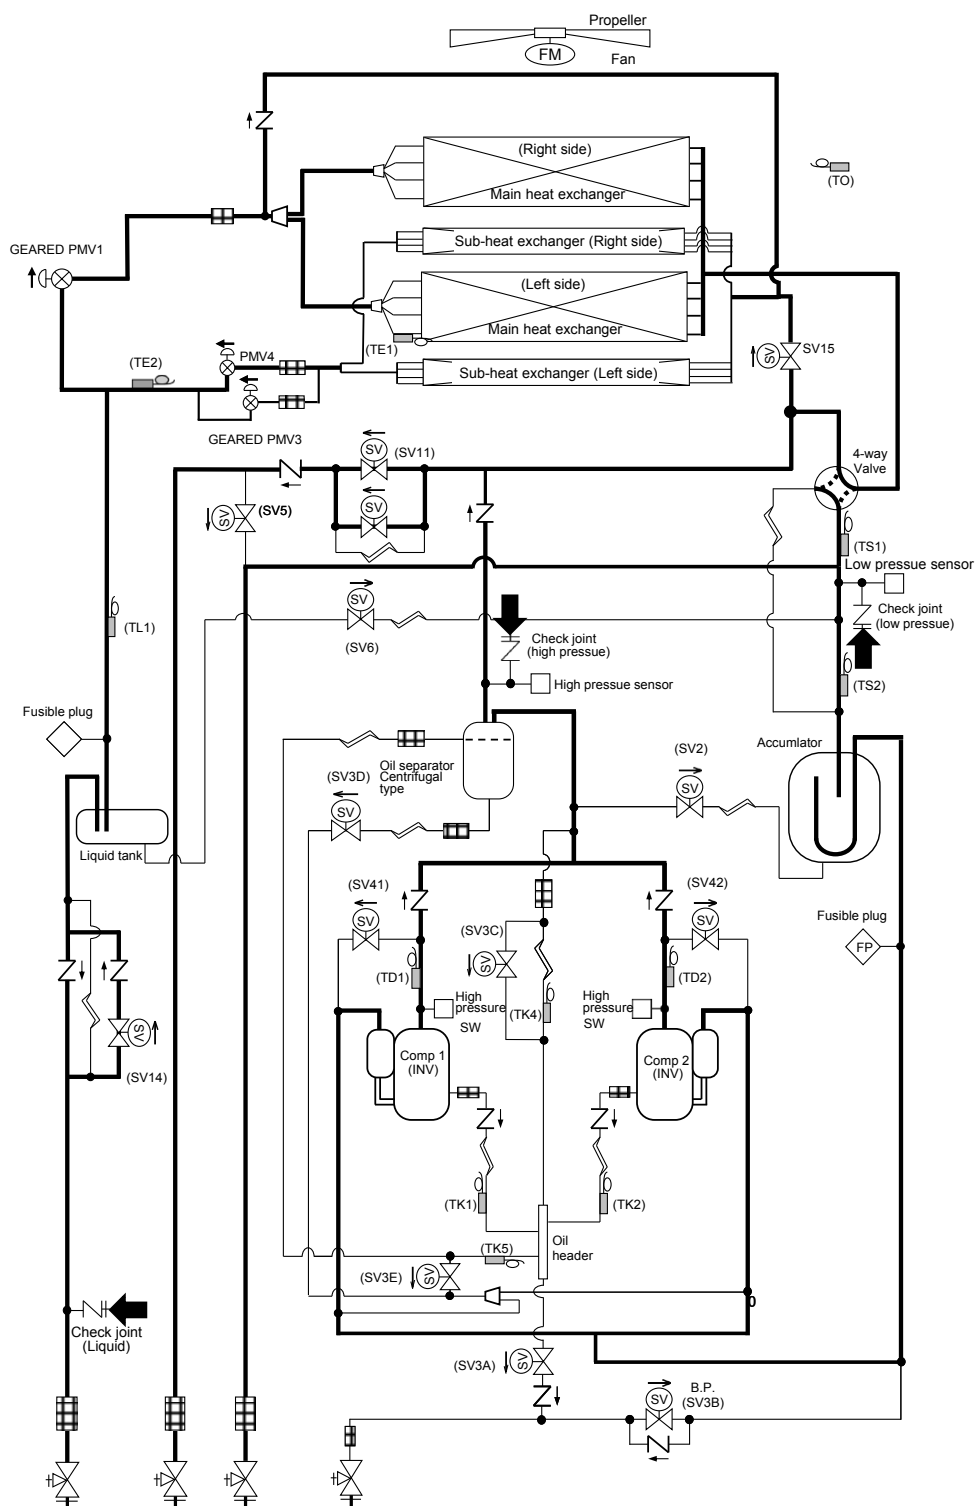 Propeller
FM
Fan
(Right side)
Main heat exchanger
(TO)
Sub-heat exchanger (Right side)
GEARED PMV1
(Left side)
Main heat exchanger
(TE1)
SV
SV15
PMV4
(TE2)
Sub-heat exchanger (Left side)
GEARED PMV3
SV
(SV11)
4-way
Valve
SV
(SV5)
SV
(TS1)
Low pressue sensor
SV
(SV6)
Check joint
(low pressue)
(TL1)
Check joint
(high pressue)
(TS2)
High pressue sensor
Fusible plug
Oil separator
Centrifugal
type
(SV3D)
SV
(SV2)
SV
Accumlator
Liquid tank
(SV41)
SV
(SV42)
SV
(SV3C)
SV
Fusible plug
FP
(TD1)
(TD2)
High
pressure
SW
(TK4)
High
pressure
SW
Comp 1
(INV)
Comp 2
(INV)
SV
(SV14)
(TK1)
(TK2)
Oil
header
(TK5)
(SV3E)
SV
Check joint
(Liquid)
(SV3A)
SV
B.P.
(SV3B)
SV